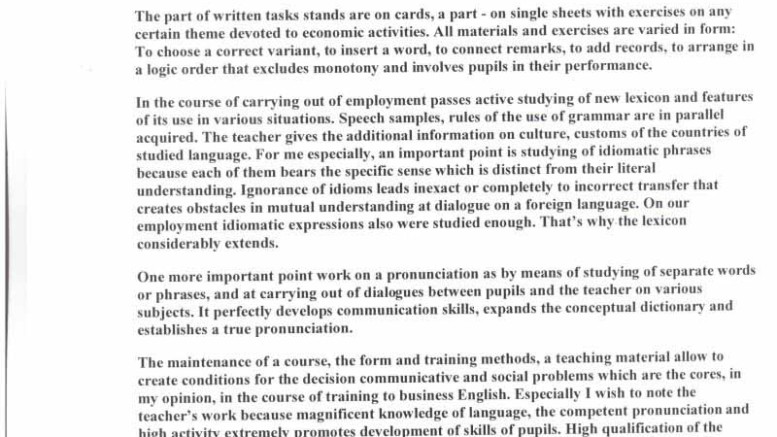 The part of written tasks stands are on cards, a part - on single sheets with exercises on any
certain theme devoted to economic activities. All materials and exercises are varied in form:
To choose a correct variant, to insert a word, to connect remarks, to add records, to arrange in
a logic order that excludes monotony and involves pupils in their performance.
In the course of carrying out of employment passes active studying of new lexicon and features
of its use in various situations. Speech samples, rules of the use of grammar are in parallel
acquired. The teacher gives the additional information on culture, customs of the countries of
studied language. For me especially, an important point is studying of idiomatic phrases
because each of them bears the specific sense which is distinct from their literal
understanding. Ignorance of idioms leads inexact or completely to incorrect transfer that
creates obstacles in mutual understanding at dialogue on a foreign language. On our
employment idiomatic expressions also were studied enough. That's why the lexicon
considerably extends.
One more important point work on a pronunciation as by means of studying of separate words
or phrases, and at carrying out of dialogues between pupils and the teacher on various
subjects. It perfectly develops communication skills, expands the conceptual dictionary and
establishes a true pronunciation.
The maintenance of a course, the form and training methods, a teaching material allow to
create conditions for the decision communicative and social problems which are the cores, in
my opinion, in the course of training to business English. Especially I wish to note the
teacher's work because magnificent knowledge of language, the competent pronunciation and
high activity extremely promotes development of skills of pupils. High qualification of the